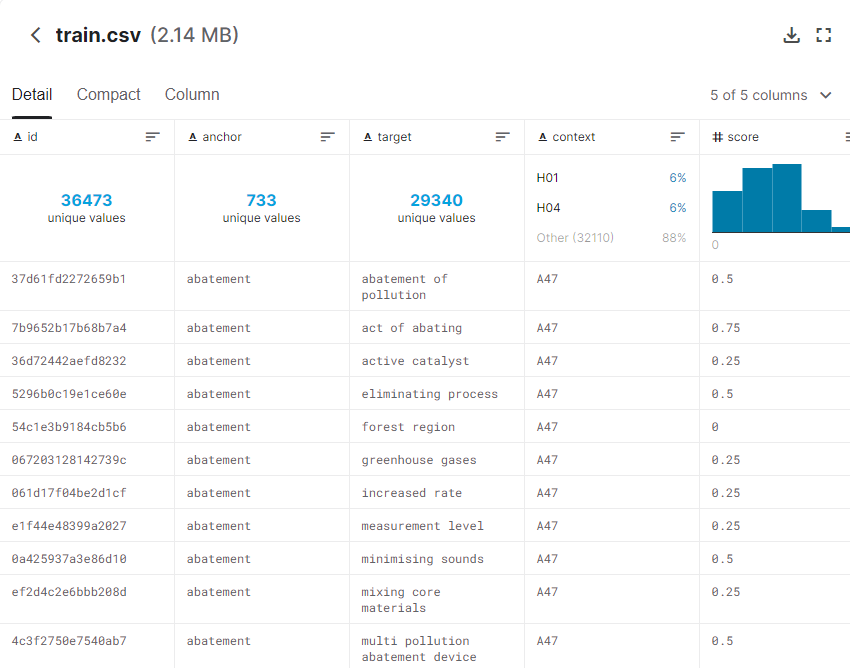 train.csv (2.14 MB)
Detail Compact Column 5 of 5 columns
id anchor target context score
36473 unique values 733 unique values 29340 unique values
H01 6%
H04 6%
Other (32110) 88%
0
37d61fd2272659b1 abatement abatement of pollution A47 0.5
7b9652b17b68b7a4 abatement act of abating A47 0.75
36d72442aefd8232 abatement active catalyst A47 0.25
5296b0c19e1ce60e abatement eliminating process A47 0.5
54c1e3b9184cb5b6 abatement forest region A47 0
067203128142739c abatement greenhouse gases A47 0.25
061d17f04be2d1cf abatement increased rate A47 0.25
e1f44e48399a2027 abatement measurement level A47 0.25
0a425937a3e86d10 abatement minimising sounds A47 0.5
ef2d4c2e6bbb208d abatement mixing core materials A47 0.25
4c3f2750e7540ab7 abatement multi pollution abatement device A47 0.5